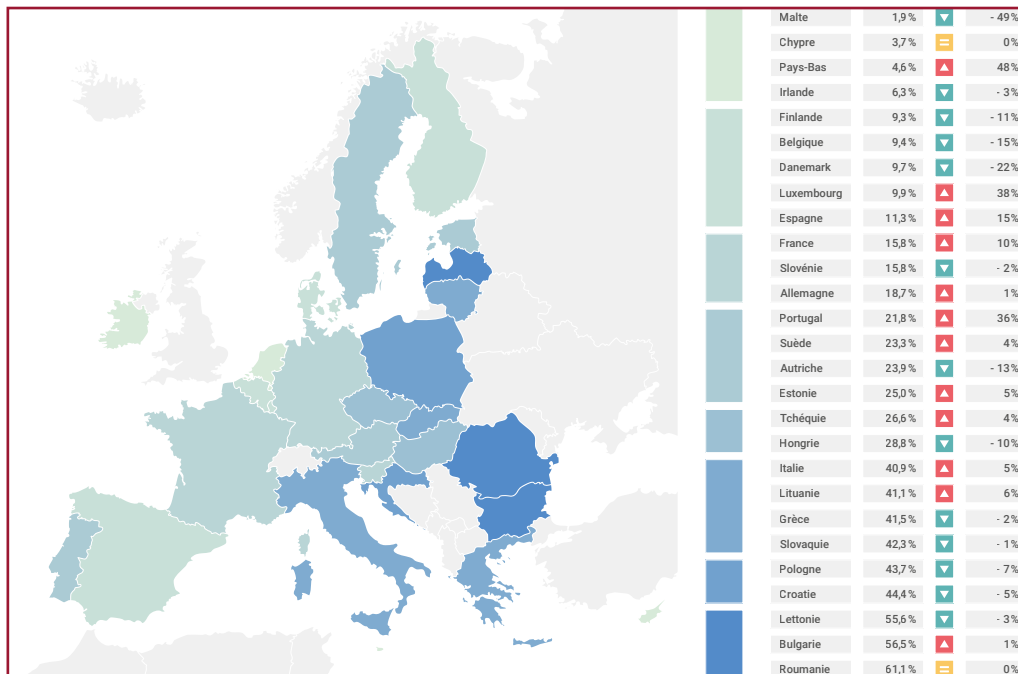 Malte 1,9 % - 49%
Chypre 3,7 % 0%
Pays-Bas 4,6 % 48%
Irlande 6,3 % - 3%
Finlande 9,3 % - 11%
Belgique 9,4 % - 15%
Danemark 9,7 % - 22%
Luxembourg 9,9 % 38%
Espagne 11,3 % 15%
France 15,8 % 10%
Slovénie 15,8 % - 2%
Allemagne 18,7 % 1%
Portugal 21,8 % 36%
Suède 23,3 % 4%
Autriche 23,9 % - 13%
Estonie 25,0 % 5%
Tchéquie 26,6 % 4%
Hongrie 28,8 % - 10%
Italie 40,9 % 5%
Lituanie 41,1 % 6%
Grèce 41,5 % - 2%
Slovaquie 42,3 % - 1%
Pologne 43,7 % - 7%
Croatie 44,4 % - 5%
Lettonie 55,6 % - 3%
Bulgarie 56,5 % 1%
Roumanie 61,1 % 0%